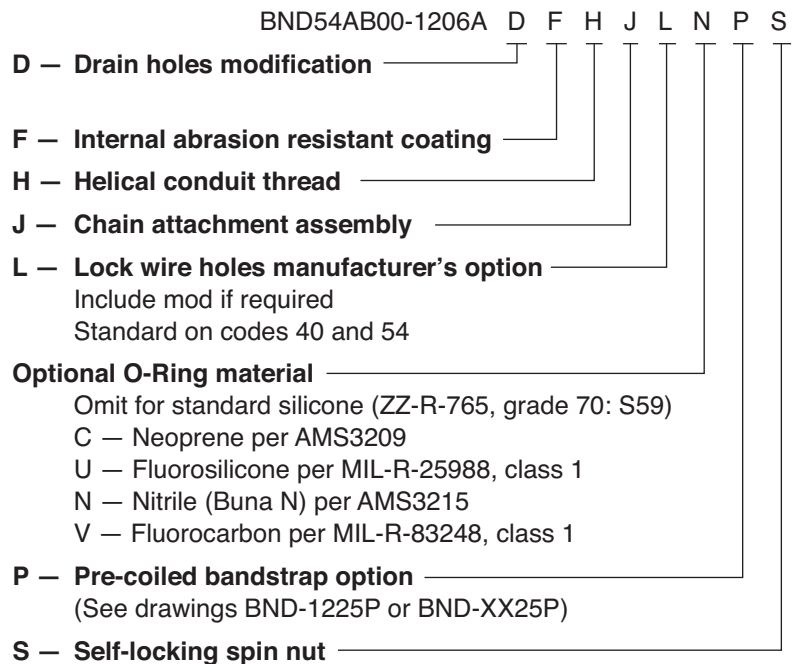 BND54AB00-1206A D F H J L N P S
D — Drain holes modification
F — Internal abrasion resistant coating
H — Helical conduit thread
J — Chain attachment assembly
L — Lock wire holes manufacturer's option
Include mod if required
Standard on codes 40 and 54
Optional O-Ring material
Omit for standard silicone (ZZ-R-765, grade 70: S59)
C — Neoprene per AMS3209
U — Fluorosilicone per MIL-R-25988, class 1
N — Nitrile (Buna N) per AMS3215
V — Fluorocarbon per MIL-R-83248, class 1
P — Pre-coiled bandstrap option
(See drawings BND-1225P or BND-XX25P)
S — Self-locking spin nut